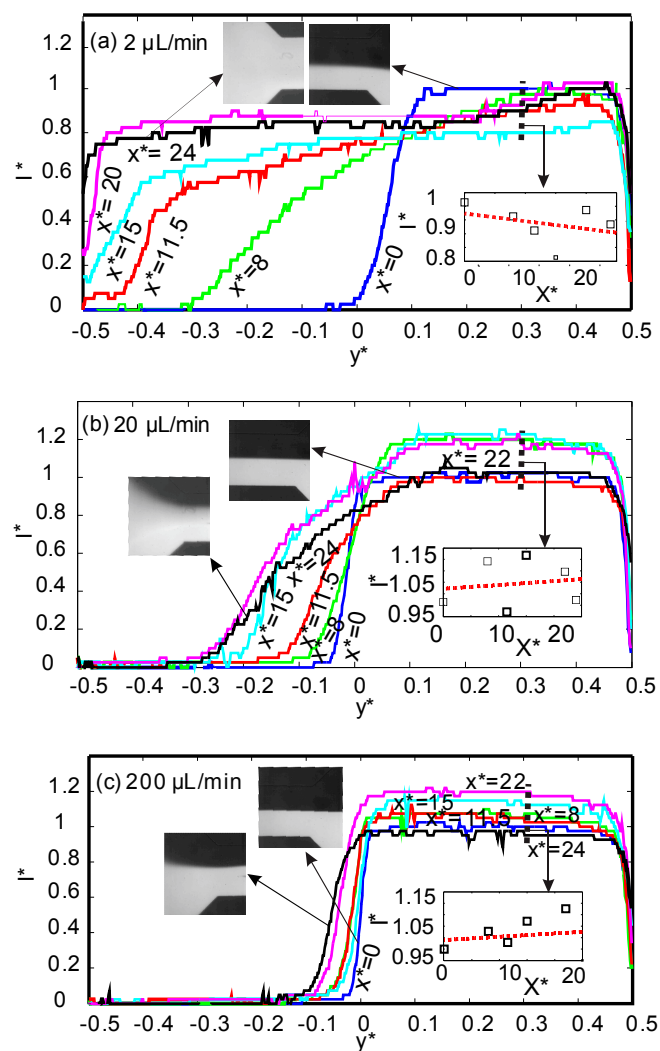 (a) 2 µL/min
I*
1
0.8
0.6
0.4
0.2
0
x*= 24
x*= 20
x*=15
x*=11.5
x*=8
x*=0
I*
1
0.9
0.8
0 10 20
X*
-0.5 -0.4 -0.3 -0.2 -0.1 0 0.1 0.2 0.3 0.4 0.5
y*
(b) 20 µL/min
I*
1.2
1
0.8
0.6
0.4
0.2
0
x*= 22
x*=24
x*=15
x*=11.5
x*=8
x*=0
I*
1.15
1.05
0.95
0 10 20
X*
-0.5 -0.4 -0.3 -0.2 -0.1 0 0.1 0.2 0.3 0.4 0.5
y*
(c) 200 µL/min
I*
1.2
1
0.8
0.6
0.4
0.2
0
x*=22
x*=15
x*=11.5
x*=8
x*=24
x*=0
I*
1.15
1.05
0.95
0 5 10 15 20
X*
-0.5 -0.4 -0.3 -0.2 -0.1 0 0.1 0.2 0.3 0.4 0.5
y*